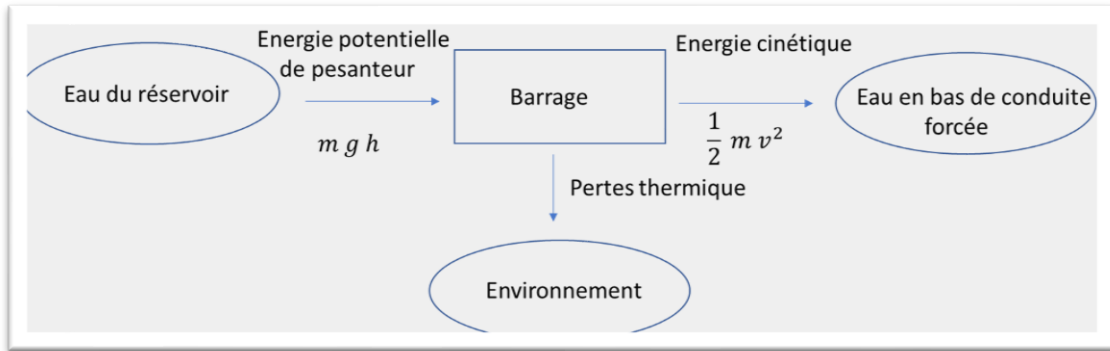 Energie potentielle
de pesanteur
Energie cinétique
Eau du réservoir
Barrage
Eau en bas de conduite
forcée
m g h
1/2 m v²
Pertes thermique
Environnement